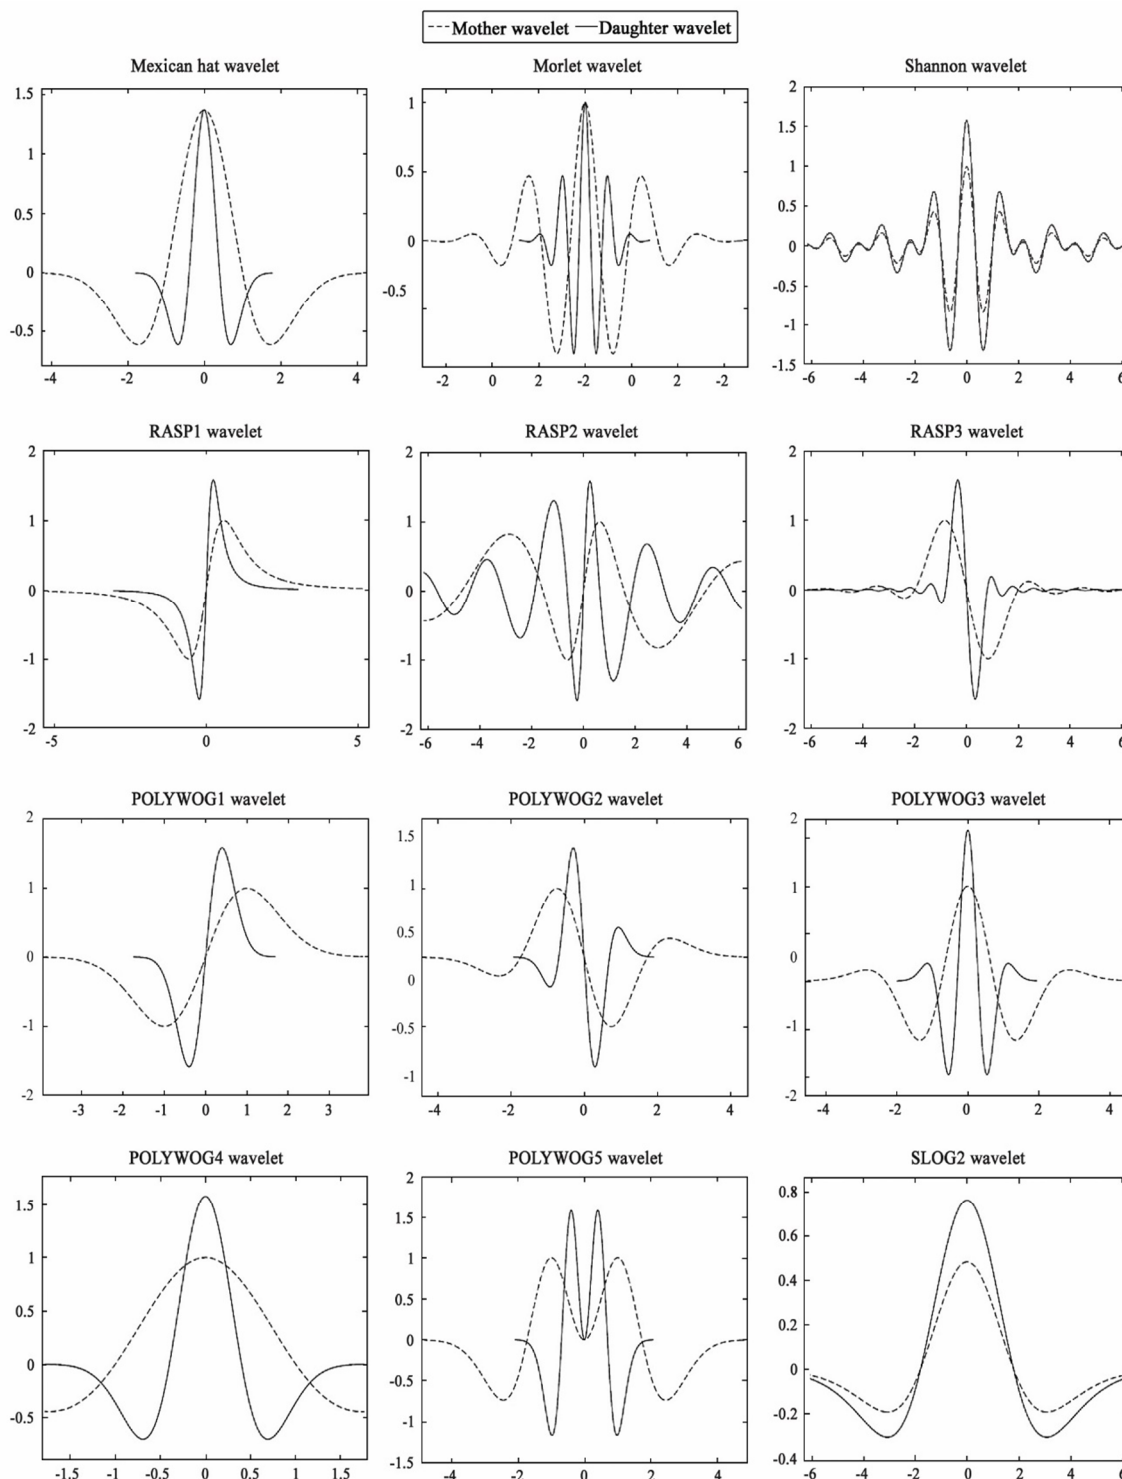 Mother wavelet Daughter wavelet
Mexican hat wavelet
1.5
1
0.5
0
-0.5
-4 -2 0 2 4
Morlet wavelet
1
0.5
0
-0.5
-2 0 2 -2 0 2 -2
Shannon wavelet
2
1.5
1
0.5
0
-0.5
-1
-1.5
-6 -4 -2 0 2 4 6
RASP1 wavelet
2
1
0
-1
-2
-5 0 5
RASP2 wavelet
2
1
0
-1
-2
-6 -4 -2 0 2 4 6
RASP3 wavelet
2
1
0
-1
-2
-6 -4 -2 0 2 4 6
POLYWOG1 wavelet
2
1
0
-1
-2
-3 -2 -1 0 1 2 3
POLYWOG2 wavelet
1.5
1
0.5
0
-0.5
-1
-4 -2 0 2 4
POLYWOG3 wavelet
2
1
0
-1
-2
-4 -2 0 2 4
POLYWOG4 wavelet
1.5
1
0.5
0
-0.5
-1.5 -1 -0.5 0 0.5 1 1.5
POLYWOG5 wavelet
2
1.5
1
0.5
0
-0.5
-1
-1.5
-4 -2 0 2 4
SLOG2 wavelet
0.8
0.6
0.4
0.2
0
-0.2
-0.4
-6 -4 -2 0 2 4 6